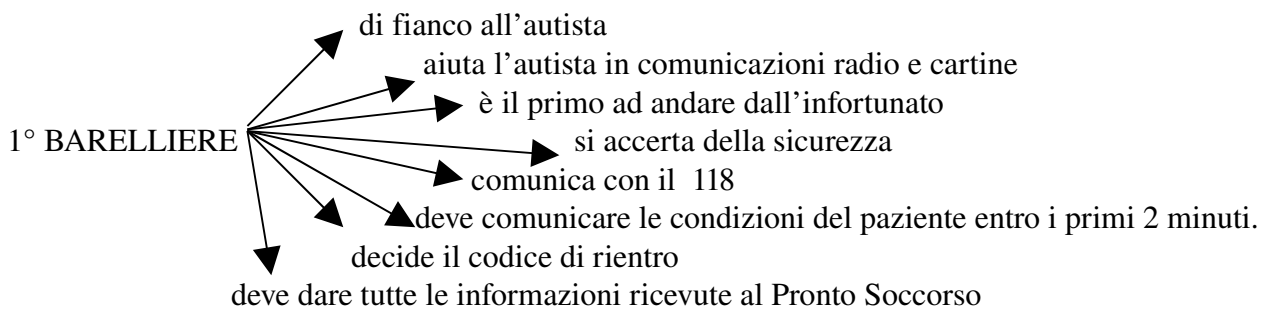 di fianco all'autista
aiuta l'autista in comunicazioni radio e cartine
è il primo ad andare dall'infortunato
1° BARELLIERE si accerta della sicurezza
comunica con il 118
deve comunicare le condizioni del paziente entro i primi 2 minuti.
decide il codice di rientro
deve dare tutte le informazioni ricevute al Pronto Soccorso